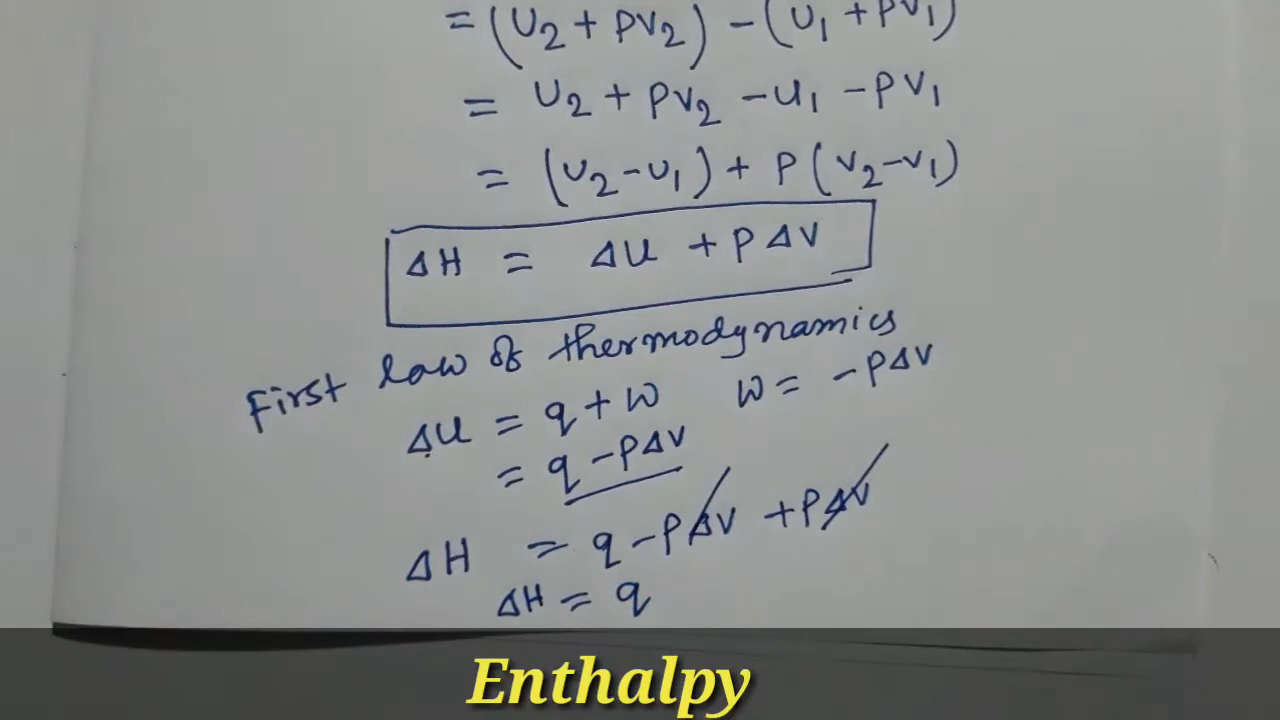 = (U₂ + PV₂) - (U₁ + PV₁)
= U₂ + PV₂ - U₁ - PV₁
= (U₂ - U₁) + P(V₂ - V₁)
ΔH = ΔU + PΔV
First law of thermodynamics
ΔU = q + W W = -PΔV
= q - PΔV
ΔH = q - PΔV + PΔV
ΔH = q
Enthalpy